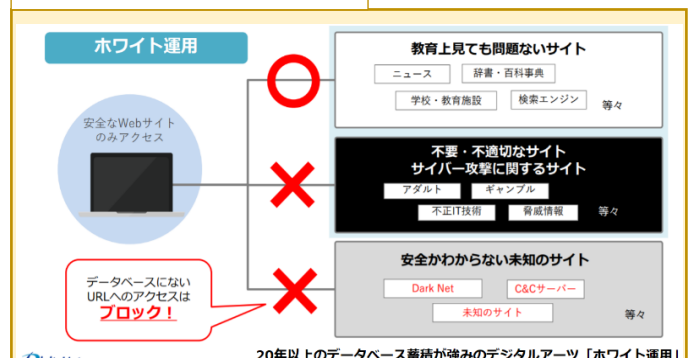 ホワイト運用
安全なWebサイト
のみアクセス
教育上見ても問題ないサイト
ニュース
辞書・百科事典
学校・教育施設
検索エンジン
等々
不要・不適切なサイト
サイバー攻撃に関するサイト
アダルト
ギャンブル
不正IT技術
脅威情報
等々
安全かわからない未知のサイト
Dark Net
C&Cサーバー
未知のサイト
等々
データベースにない
URLへのアクセスは
ブロック！
20年以上のデータベース蓄積が強みのデジタルアーツ「ホワイト運用」